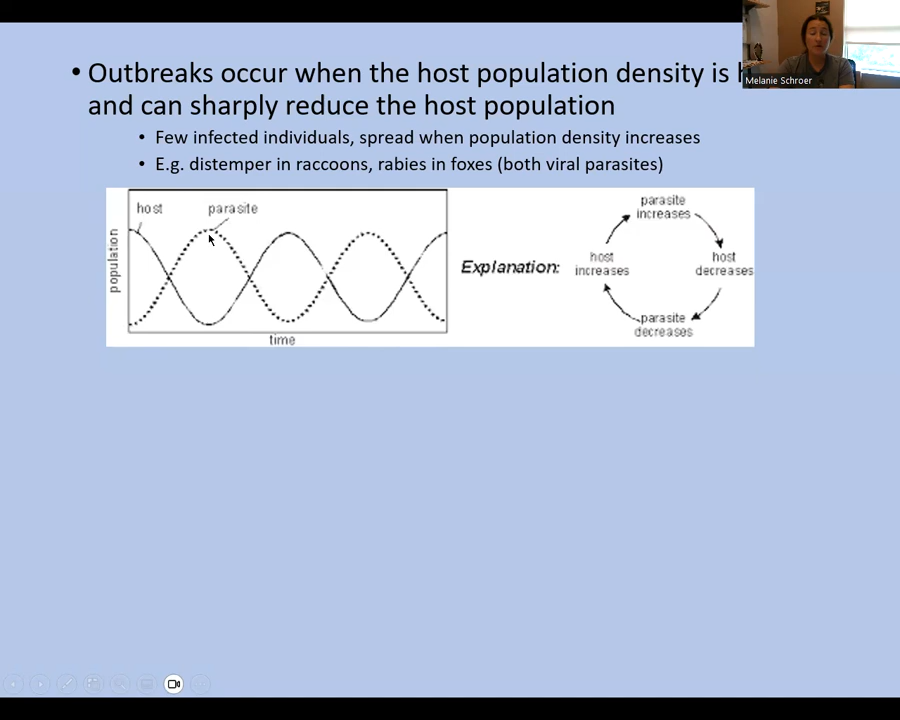 • Outbreaks occur when the host population density is
and can sharply reduce the host population
• Few infected individuals, spread when population density increases
• E.g. distemper in raccoons, rabies in foxes (both viral parasites)
Melanie Schroer
host
parasite
population
time
Explanation:
parasite
increases
host
decreases
parasite
decreases
host
increases